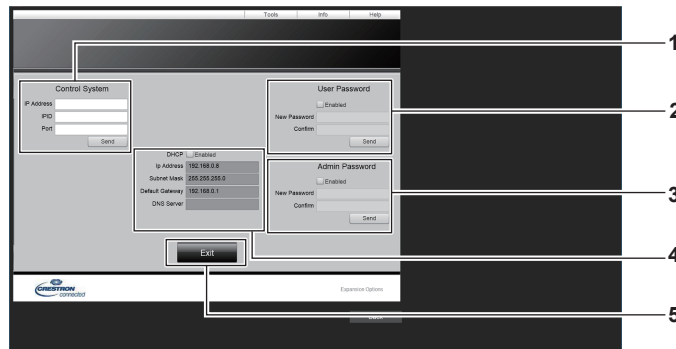 Tools Info Help
1
Control System
IP Address
IPID
Port
Send
User Password
Enabled
New Password
Confirm
Send
2
DHCP Enabled
Ip Address 192.168.0.8
Subnet Mask 255.255.255.0
Default Gateway 192.168.0.1
DNS Server
Admin Password
Enabled
New Password
Confirm
Send
3
4
Exit
CRESTRON
connected
Expansion Options
5
Back